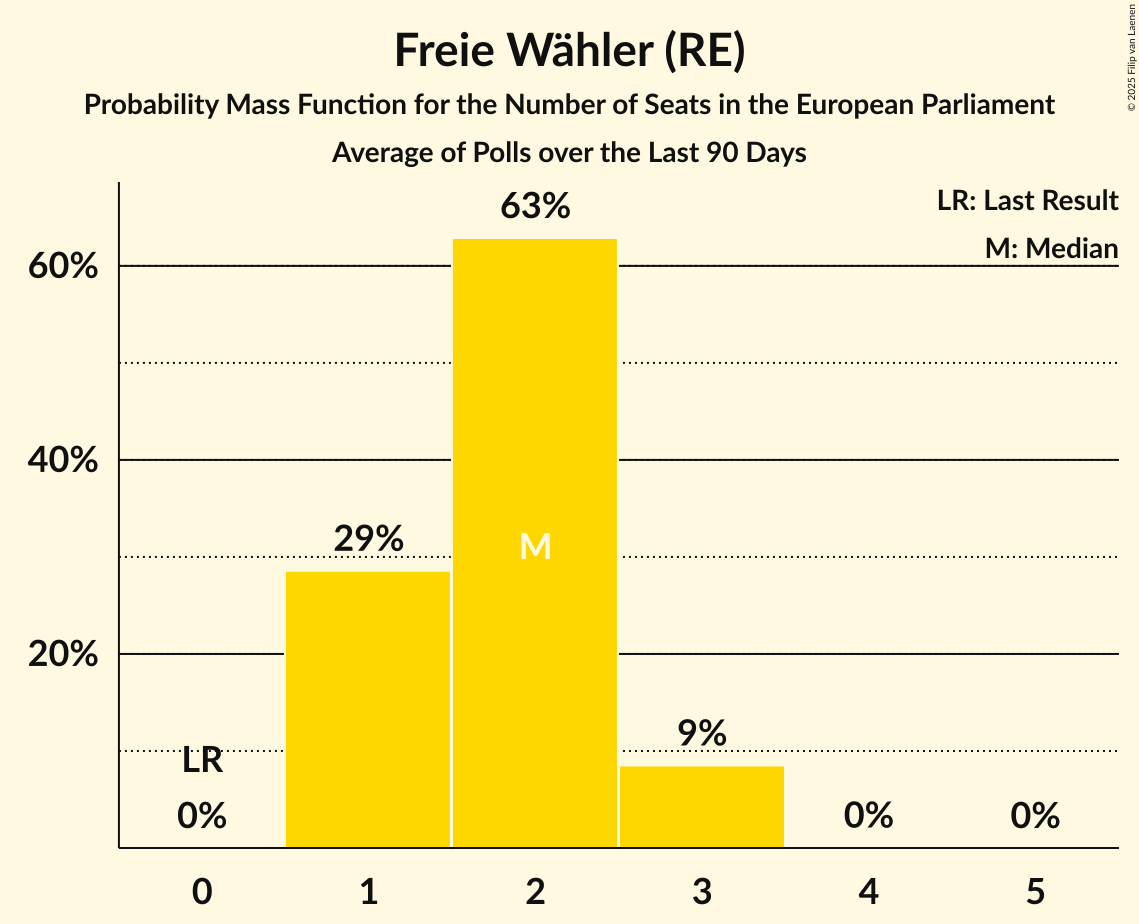 Freie Wähler (RE)
Probability Mass Function for the Number of Seats in the European Parliament
Average of Polls over the Last 90 Days
© 2025 Filip van Laenen
LR: Last Result
M: Median
63%
60%
40%
29%
M
20%
9%
LR
0%
0%
0%
0 1 2 3 4 5